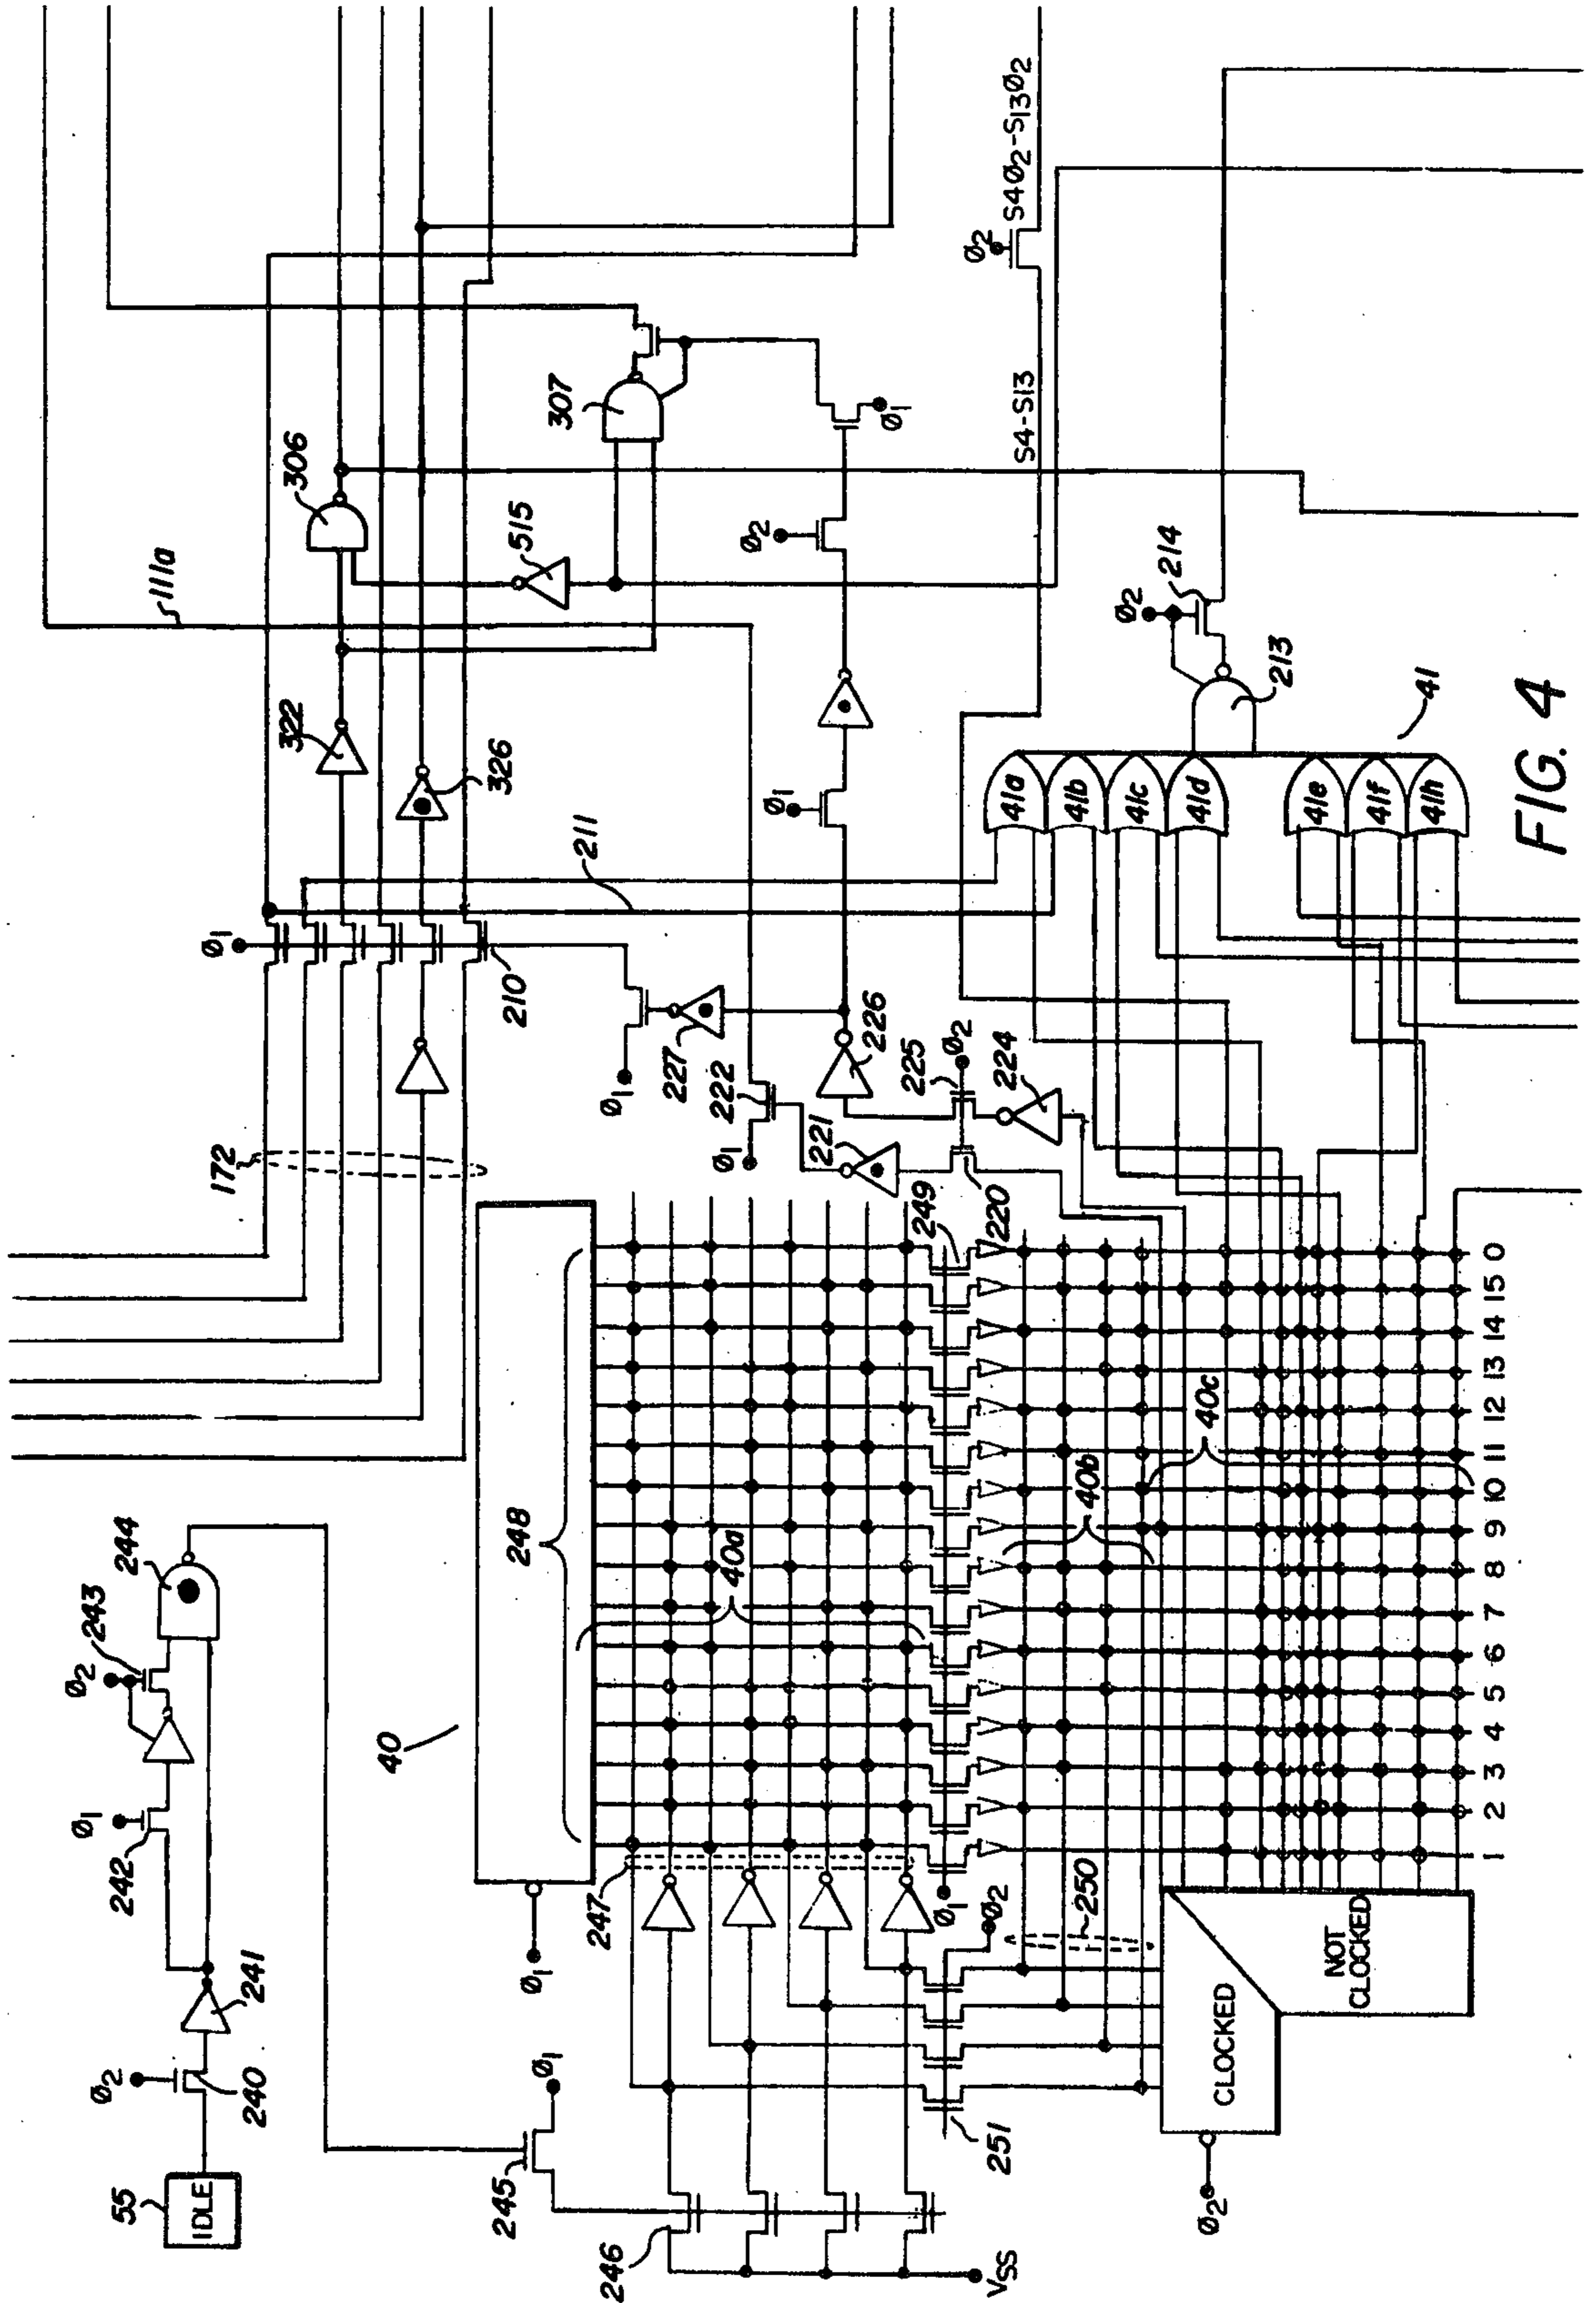 111a
306
322
307
515
326
172
Ø1
211
210
Ø1
227
222
Ø1
226
221
225
Ø2
224
220
249
Ø1
Ø2
Ø1
S4-S13
Ø2
S4Ø2-S13Ø2
Ø2
214
213
41
41a
41b
41c
41d
41e
41f
41h
FIG. 4
55
IDLE
Ø2
240
241
242
Ø1
Ø2
243
244
40
245
Ø1
246
VSS
Ø1
248
247
40a
Ø1
Ø2
250
251
40b
40c
CLOCKED
NOT
CLOCKED
Ø2
1 2 3 4 5 6 7 8 9 10 11 12 13 14 15 0